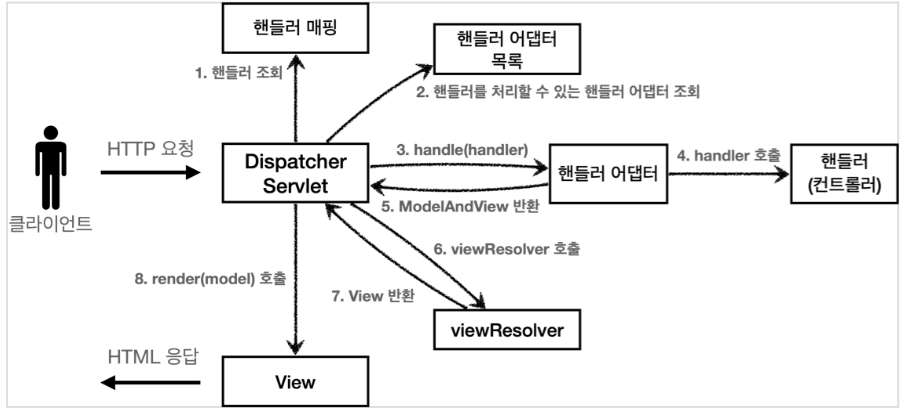 핸들러 매핑
핸들러 어댑터
목록
1. 핸들러 조회
2. 핸들러를 처리할 수 있는 핸들러 어댑터 조회
HTTP 요청
클라이언트
Dispatcher
Servlet
3. handle(handler)
핸들러 어댑터
4. handler 호출
핸들러
(컨트롤러)
5. ModelAndView 반환
6. viewResolver 호출
7. View 반환
viewResolver
8. render(model) 호출
HTML 응답
View